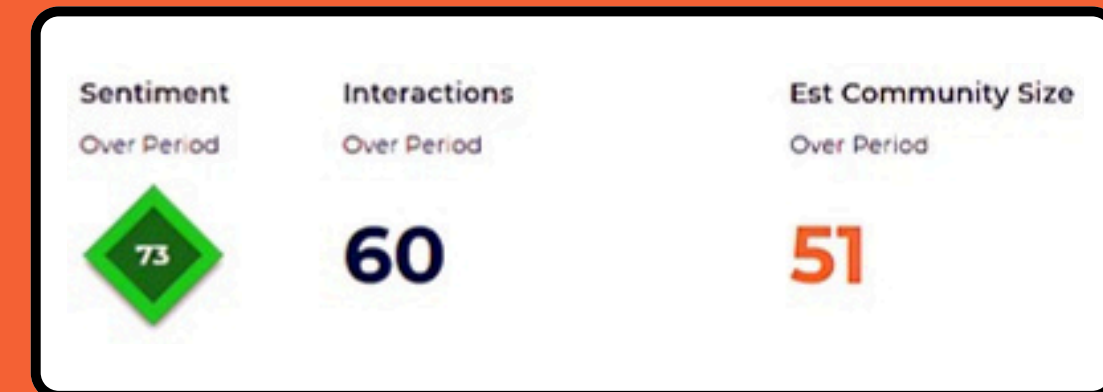 Sentiment
Over Period
73
Interactions
Over Period
60
Est Community Size
Over Period
51